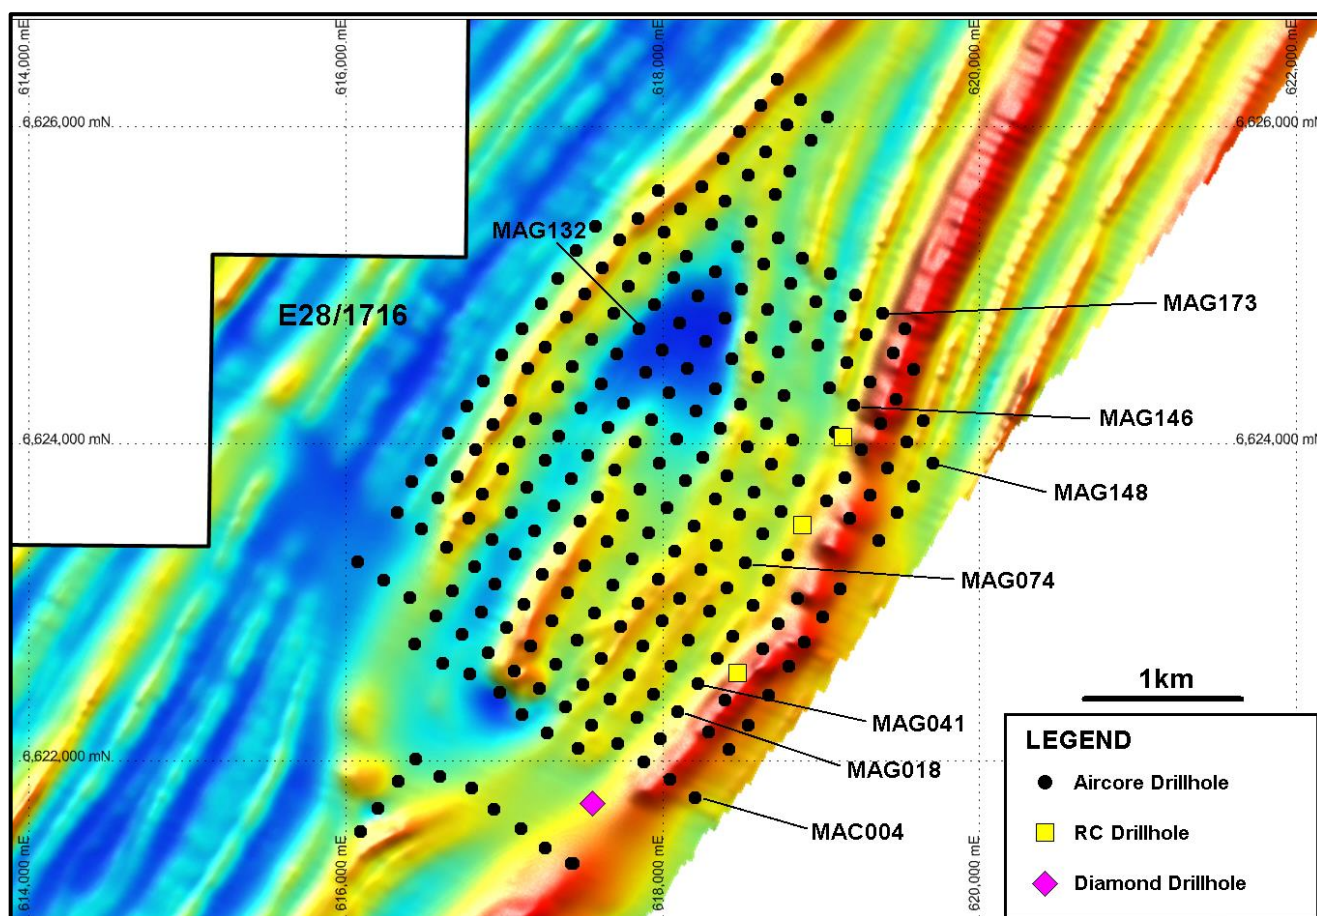 614,000 mE
616,000 mE
618,000 mE
620,000 mE
622,000 mE
6,626,000 mN
6,626,000 mN
MAG132
E28/1716
MAG173
MAG146
6,624,000 mN
6,624,000 mN
MAG148
MAG074
1km
MAG041
6,622,000 mN
MAG018
MAC004
LEGEND
Aircore Drillhole
RC Drillhole
Diamond Drillhole
614,000 mE
616,000 mE
618,000 mE
620,000 mE